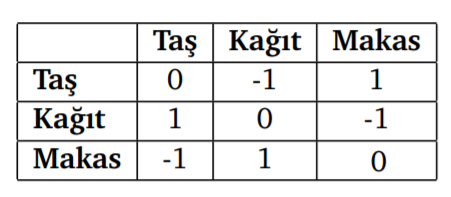 Taş Kağıt Makas
Taş 0 -1 1
Kağıt 1 0 -1
Makas -1 1 0